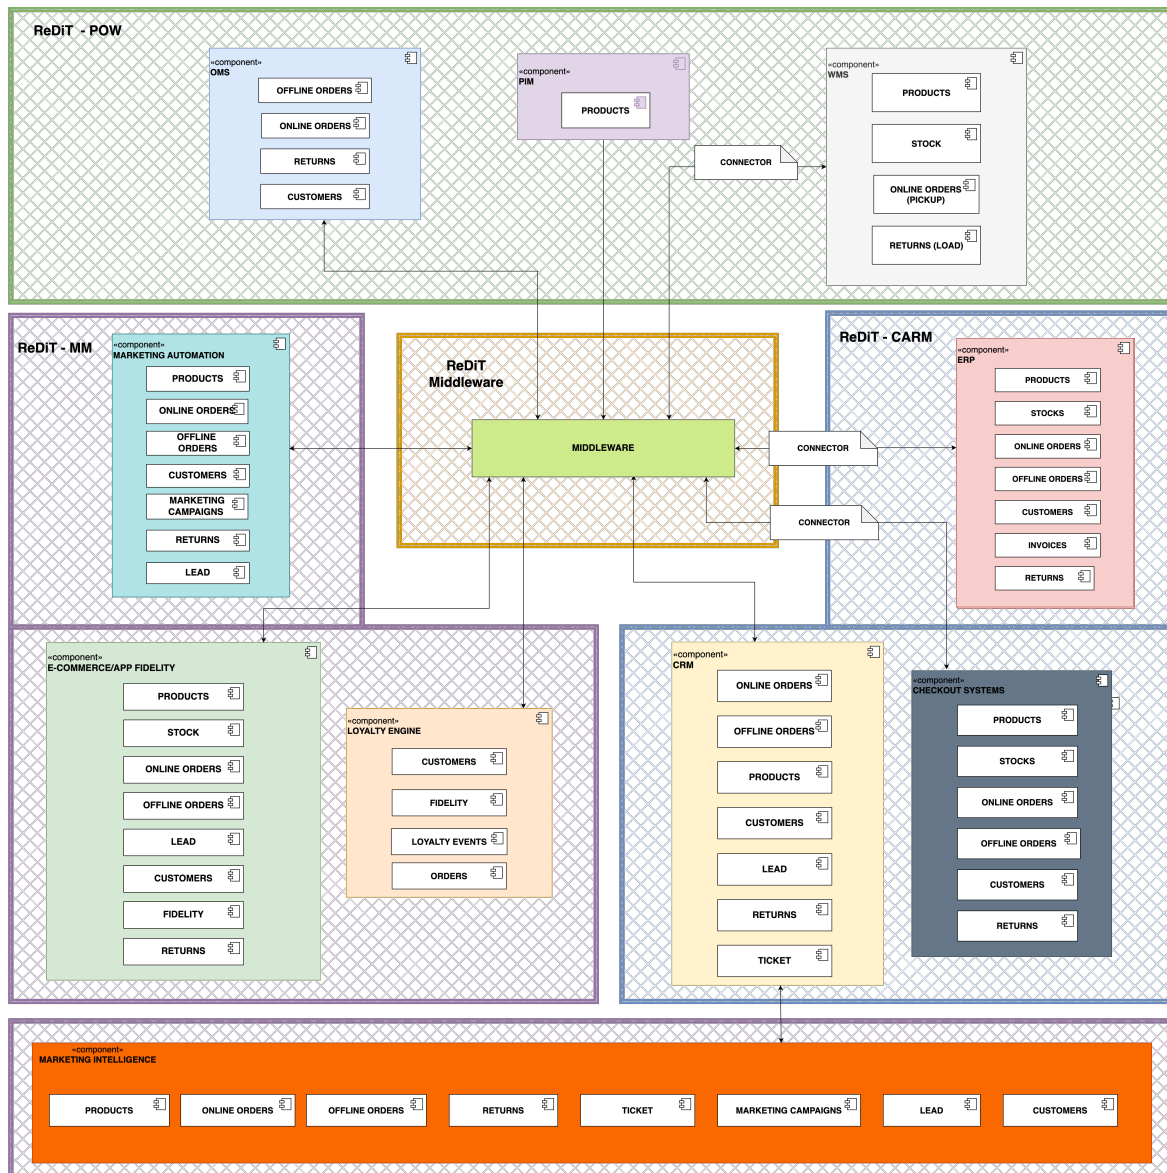 ReDiT - POW
«component»
OMS
OFFLINE ORDERS
ONLINE ORDERS
RETURNS
CUSTOMERS
«component»
PIM
PRODUCTS
CONNECTOR
«component»
WMS
PRODUCTS
STOCK
ONLINE ORDERS
(PICKUP)
RETURNS (LOAD)
ReDiT - MM
«component»
MARKETING AUTOMATION
PRODUCTS
ONLINE ORDERS
OFFLINE
ORDERS
CUSTOMERS
MARKETING
CAMPAIGNS
RETURNS
LEAD
ReDiT
Middleware
MIDDLEWARE
CONNECTOR
CONNECTOR
ReDiT - CARM
«component»
ERP
PRODUCTS
STOCKS
ONLINE ORDERS
OFFLINE ORDERS
CUSTOMERS
INVOICES
RETURNS
«component»
E-COMMERCE/APP FIDELITY
PRODUCTS
STOCK
ONLINE ORDERS
OFFLINE ORDERS
LEAD
CUSTOMERS
FIDELITY
RETURNS
«component»
LOYALTY ENGINE
CUSTOMERS
FIDELITY
LOYALTY EVENTS
ORDERS
«component»
CRM
ONLINE ORDERS
OFFLINE ORDERS
PRODUCTS
CUSTOMERS
LEAD
RETURNS
TICKET
«component»
CHECKOUT SYSTEMS
PRODUCTS
STOCKS
ONLINE ORDERS
OFFLINE ORDERS
CUSTOMERS
RETURNS
«component»
MARKETING INTELLIGENCE
PRODUCTS
ONLINE ORDERS
OFFLINE ORDERS
RETURNS
TICKET
MARKETING CAMPAIGNS
LEAD
CUSTOMERS